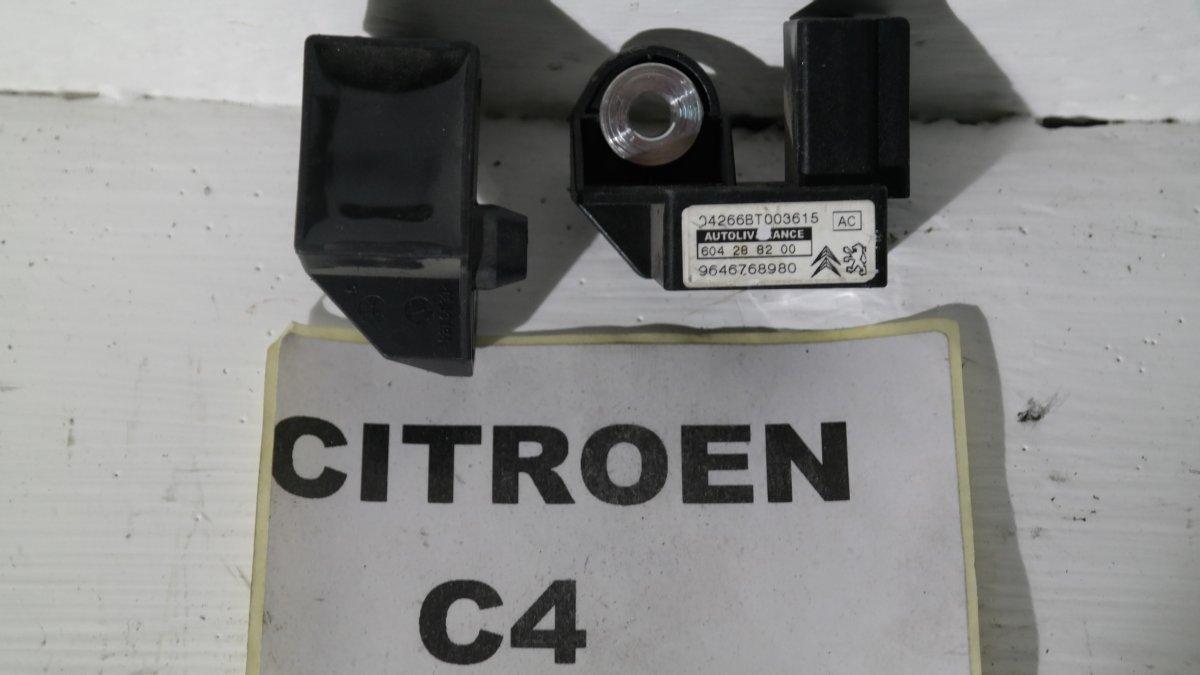 04266BT003615 AC
AUTOLIV
604 28 82 00
9646768980
CITROEN
C4